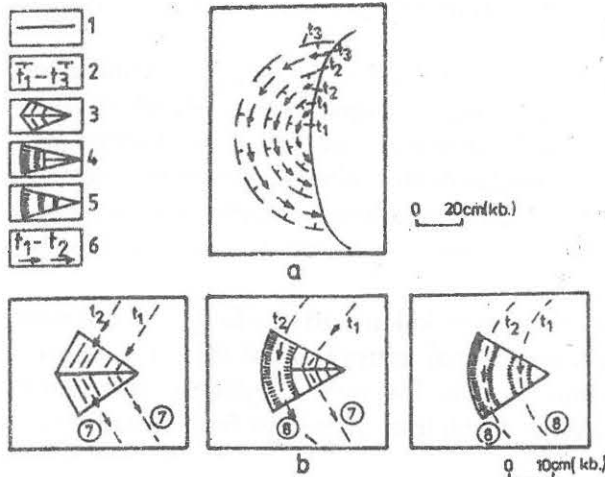 1
t₁-t₃ 2
3
4
5
t₁- t₂ 6
t₃
t₃
t₂
t₂
t₁
t₁
0 20cm(kb.)
a
t₂ t₁
⑦ ⑦
t₂ t₁
⑧ ⑦
t₂ t₁
⑧ ⑧
b
0 10cm(kb.)